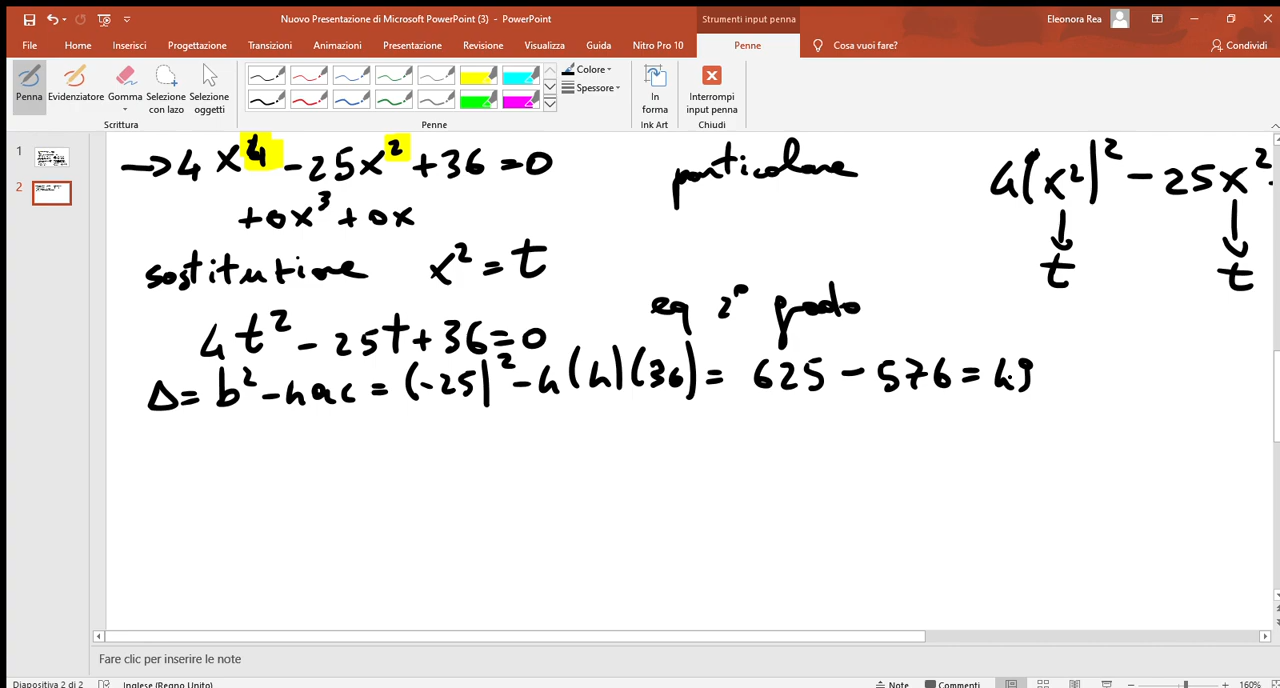 Nuovo Presentazione di Microsoft PowerPoint (3) - PowerPoint
Strumenti input penna
Eleonora Rea
File Home Inserisci Progettazione Transizioni Animazioni Presentazione Revisione Visualizza Guida Nitro Pro 10 Penne Cosa vuoi fare? Condividi
Penna Evidenziatore Gomma Selezione con lazo Selezione oggetti
Colore
Spessore
In forma
Interrompi input penna
Scrittura Penne Ink Art Chiudi
1
2
→ 4x⁴ - 25x² + 36 = 0
particolare
4(x²)² - 25x²
+0x³ + 0x
↓ ↓
sostituzione x² = t
t t
eq 2° grado
4t² - 25t + 36 = 0
Δ = b² - 4ac = (-25)² - 4(4)(36) = 625 - 576 = 49
Fare clic per inserire le note
Diapositiva 2 di 2 Inglese (Regno Unito) Note Commenti 160%